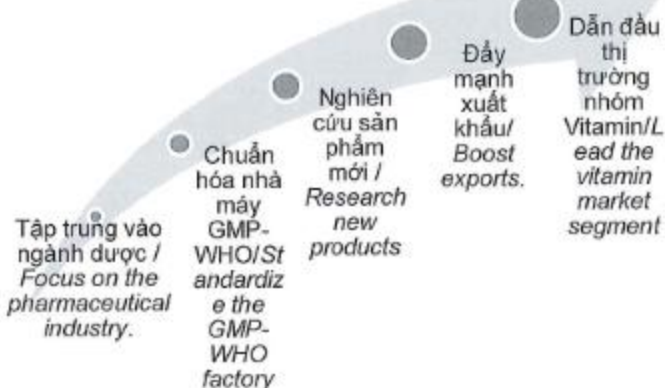 Tập trung vào
ngành dược /
Focus on the
pharmaceutical
industry.
Chuẩn
hóa nhà
máy
GMP-
WHO/St
andardiz
e the
GMP-
WHO
factory
Nghiên
cứu sản
phẩm
mới /
Research
new
products
Đẩy
mạnh
xuất
khẩu/
Boost
exports.
Dẫn đầu
thị
trường
nhóm
Vitamin/L
ead the
vitamin
market
segment